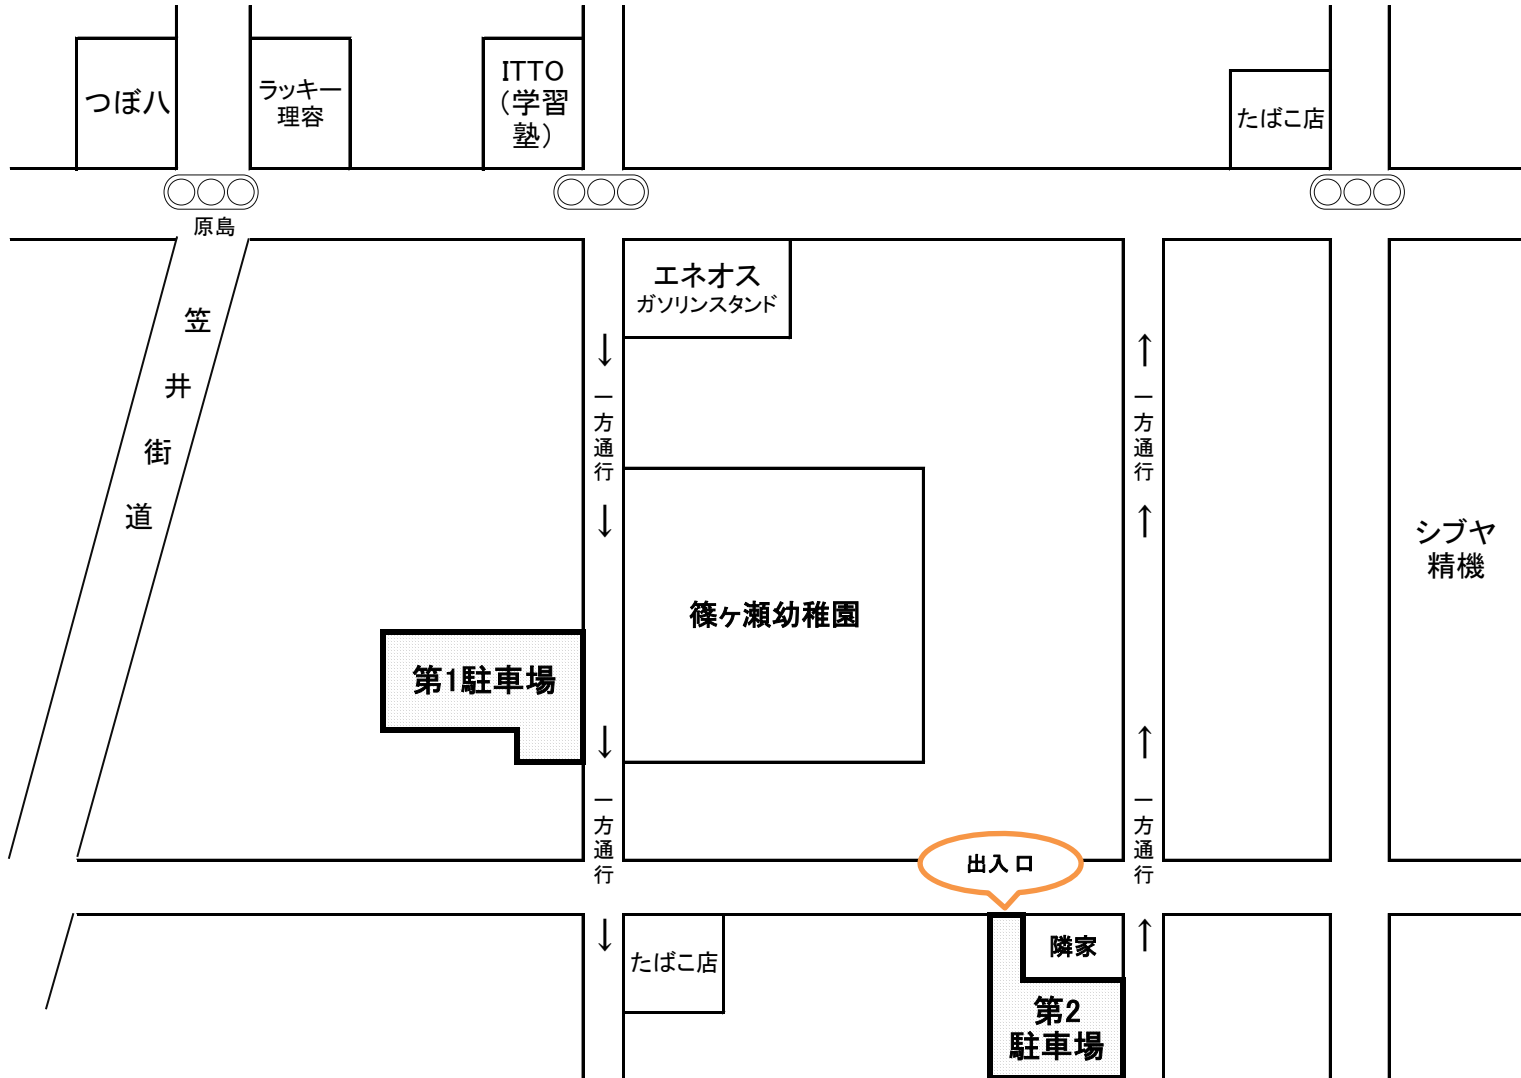 つぼ八
ラッキー
理容
ITTO
（学習
塾）
たばこ店
原島
エネオス
ガソリンスタンド
笠井街道
↓
一方通行
↓
↑
一方通行
↑
篠ヶ瀬幼稚園
シブヤ
精機
第1駐車場
↓
一方通行
↓
↑
一方通行
↑
出入口
たばこ店
隣家
第2
駐車場